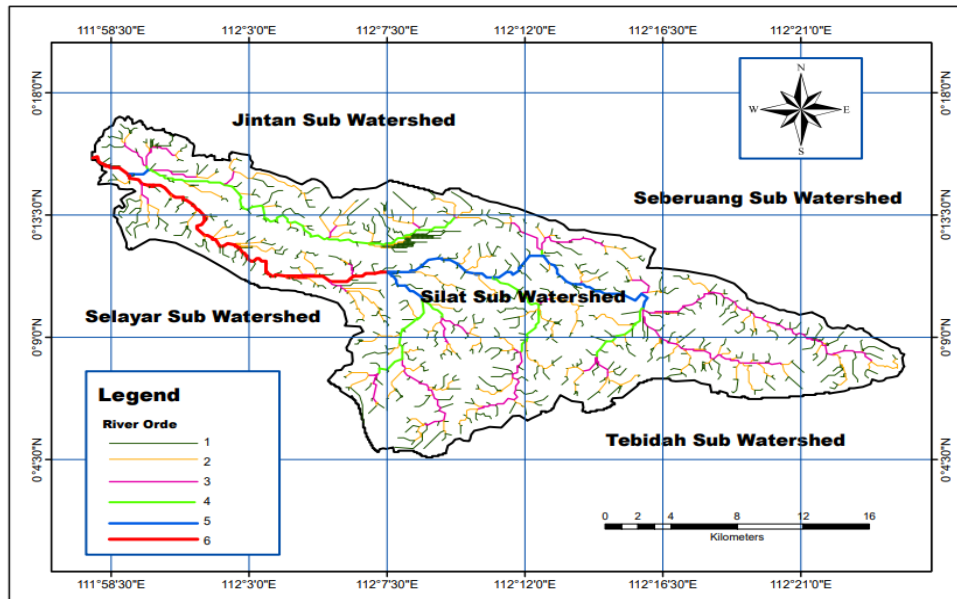 111°58'30"E 112°3'0"E 112°7'30"E 112°12'0"E 112°16'30"E 112°21'0"E
N
W E
S
0°18'0"N 0°18'0"N
Jintan Sub Watershed
Seberuang Sub Watershed
0°13'30"N 0°13'30"N
Silat Sub Watershed
Selayar Sub Watershed
0°9'0"N 0°9'0"N
Legend
River Orde
1
2
3
4
5
6
Tebidah Sub Watershed
0°4'30"N 0°4'30"N
0 2 4 8 12 16
Kilometers
111°58'30"E 112°3'0"E 112°7'30"E 112°12'0"E 112°16'30"E 112°21'0"E